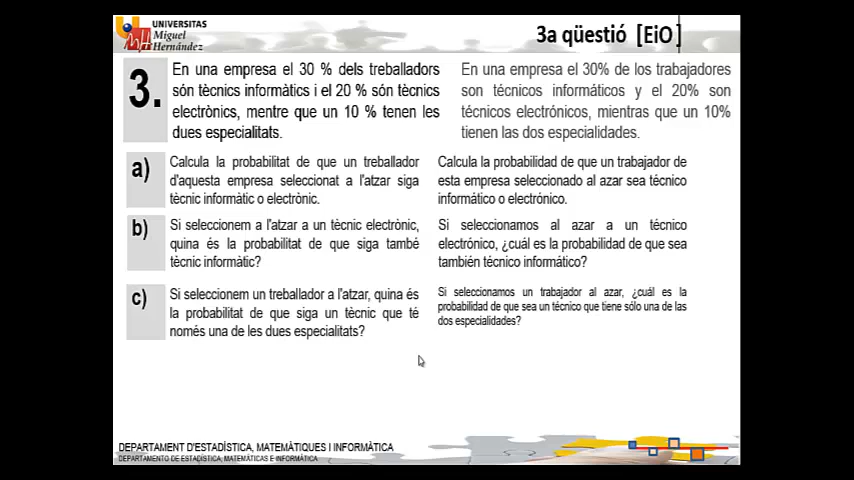 UNIVERSITAS
Miguel
Hernández
3a qüestió [EiO]
3.
En una empresa el 30 % dels treballadors
són tècnics informàtics i el 20 % són tècnics
electrònics, mentre que un 10 % tenen les
dues especialitats.
En una empresa el 30% de los trabajadores
son técnicos informáticos y el 20% son
técnicos electrónicos, mientras que un 10%
tienen las dos especialidades.
a)
Calcula la probabilitat de que un treballador
d'aquesta empresa seleccionat a l'atzar siga
tècnic informàtic o electrònic.
Calcula la probabilidad de que un trabajador de
esta empresa seleccionado al azar sea técnico
informático o electrónico.
b)
Si seleccionem a l'atzar a un tècnic electrònic,
quina és la probabilitat de que siga també
tècnic informàtic?
Si seleccionamos al azar a un técnico
electrónico, ¿cuál es la probabilidad de que sea
también técnico informático?
c)
Si seleccionem un treballador a l'atzar, quina és
la probabilitat de que siga un tècnic que té
només una de les dues especialitats?
Si seleccionamos un trabajador al azar, ¿cuál es la
probabilidad de que sea un técnico que tiene sólo una de las
dos especialidades?
DEPARTAMENT D'ESTADÍSTICA, MATEMÀTIQUES I INFORMÀTICA
DEPARTAMENTO DE ESTADÍSTICA, MATEMÁTICAS E INFORMÁTICA